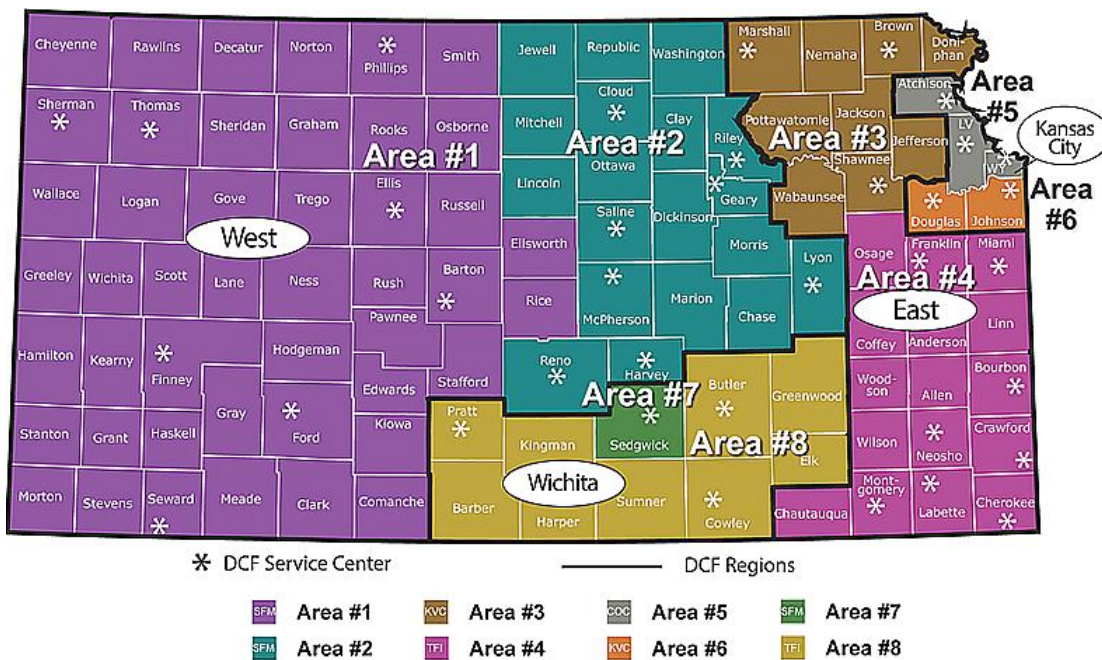 Cheyenne Rawlins Decatur Norton Phillips Smith Jewell Republic Washington Marshall Nemaha Brown Doni-
phan
Cloud Atchison Area
#5
Sherman Thomas Sheridan Graham Rooks Osborne Mitchell Clay Riley Pottawatomie Jackson Jefferson LV Kansas
City
Area #1 Area #2 Area #3
Ottawa Shawnee WY
Wallace Logan Gove Trego Ellis Russell Lincoln Saline Dickinson Geary Wabaunsee Douglas Johnson Area
#6
West
Ellsworth Morris Lyon Osage Franklin Miami
Area #4
East
Greeley Wichita Scott Lane Ness Rush Barton Rice McPherson Marion Chase Coffey Anderson Linn
Pawnee
Hamilton Kearny Finney Hodgeman Edwards Stafford Reno Harvey Butler Greenwood Wood-
son Allen Bourbon
Area #7
Gray Ford Kiowa Pratt Kingman Sedgwick Area #8 Elk Wilson Neosho Crawford
Stanton Grant Haskell
Wichita
Morton Stevens Seward Meade Clark Comanche Barber Harper Sumner Cowley Chautauqua Mont-
gomery Labette Cherokee
DCF Service Center DCF Regions
SFM Area #1 KVC Area #3 COC Area #5 SFM Area #7
SFM Area #2 TFI Area #4 KVC Area #6 TFI Area #8